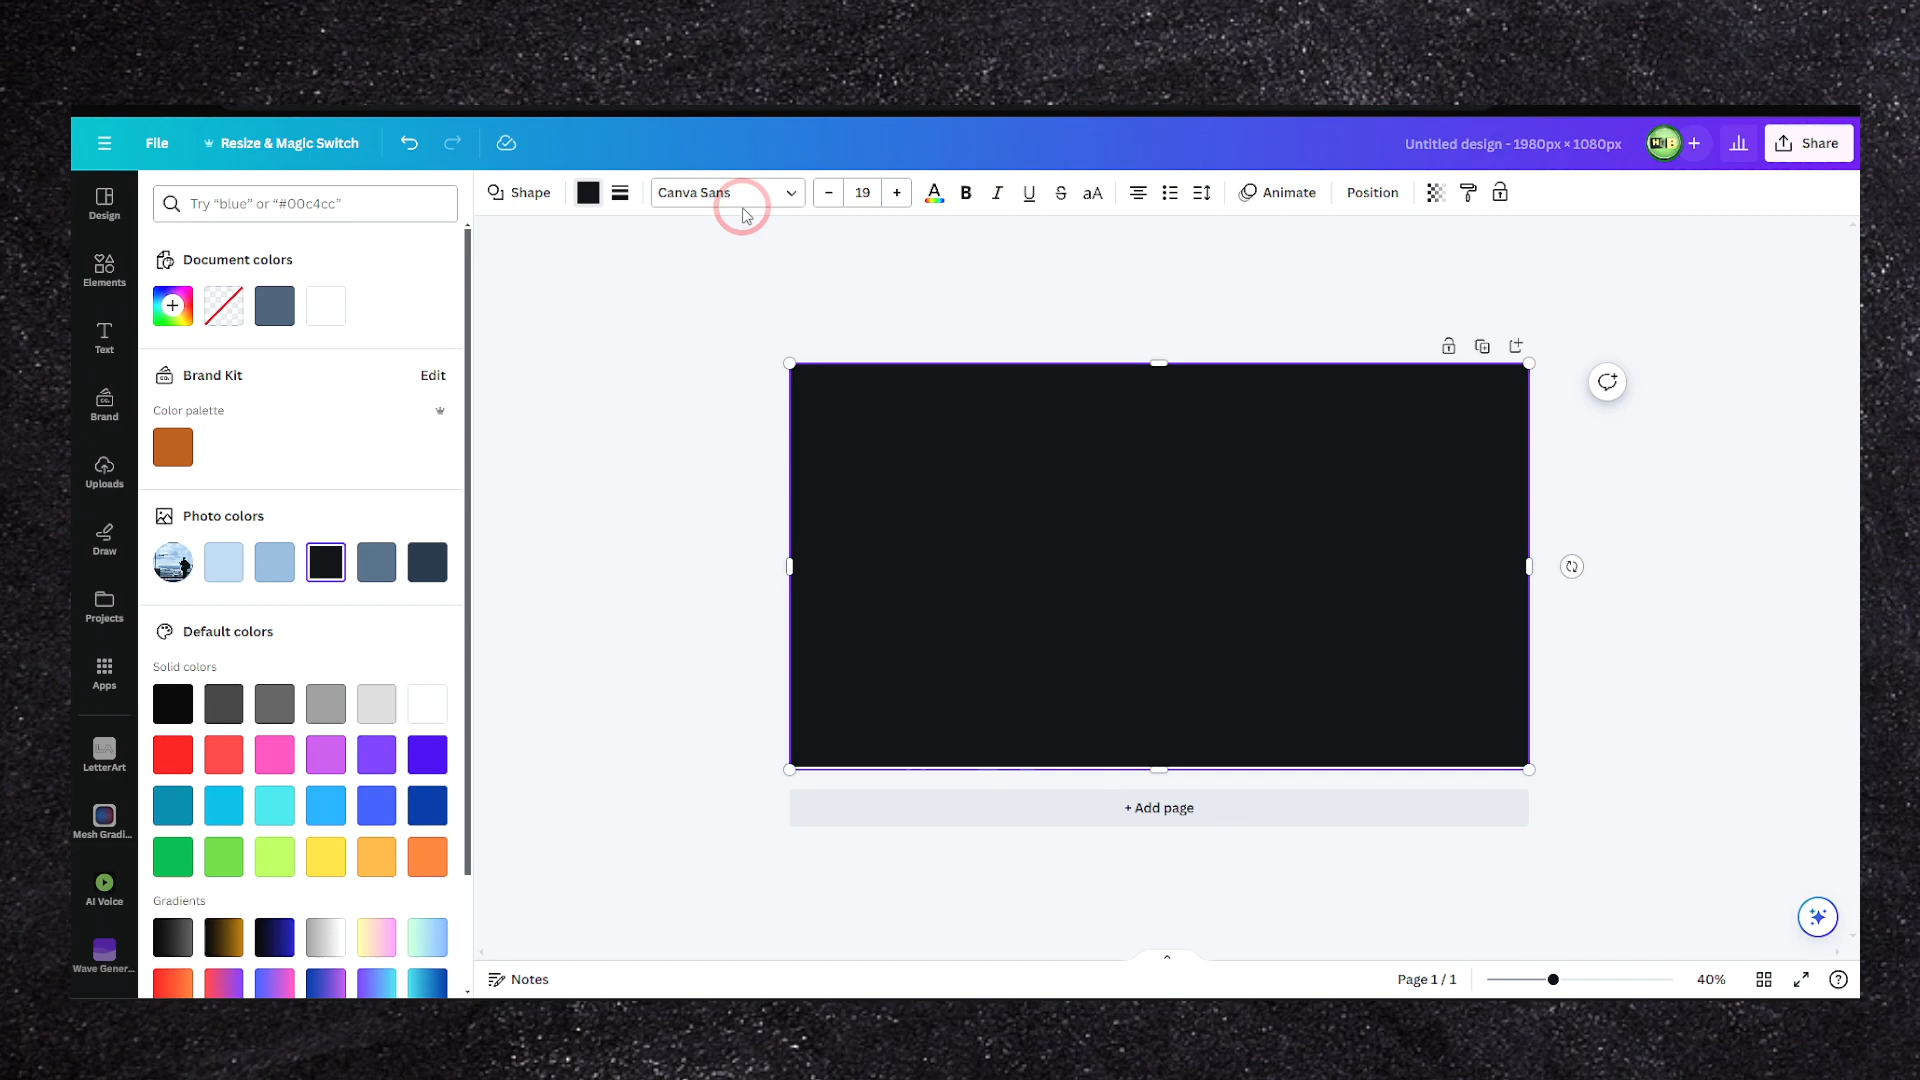 File
Resize & Magic Switch
Untitled design - 1980px × 1080px
Share
Design
Elements
Text
Brand
Uploads
Draw
Projects
Apps
LetterArt
Mesh Gradi...
AI Voice
Wave Gener...
Try “blue” or “#00c4cc”
Document colors
Brand Kit
Edit
Color palette
Photo colors
Default colors
Solid colors
Gradients
Shape
Canva Sans
– 19 +
A B I U S aA
Animate
Position
+ Add page
Notes
Page 1 / 1
40%